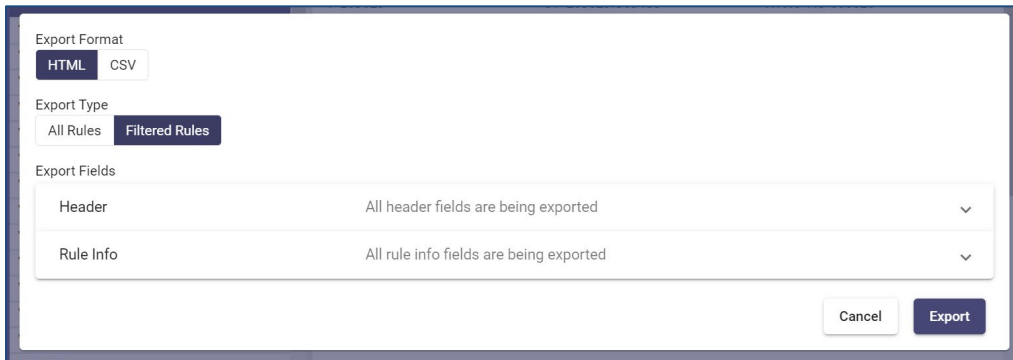 Export Format
HTML CSV
Export Type
All Rules Filtered Rules
Export Fields
Header All header fields are being exported
Rule Info All rule info fields are being exported
Cancel Export